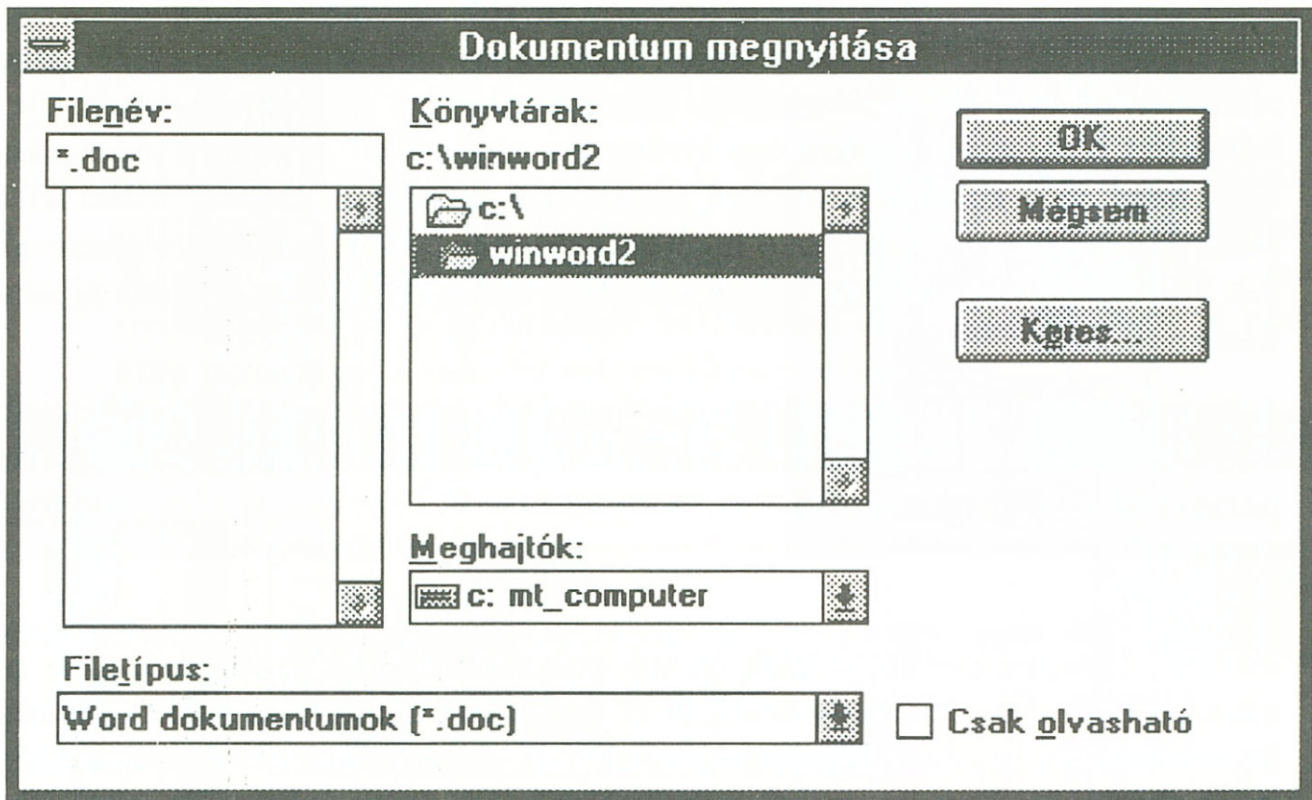 Dokumentum megnyitása
Filenév:
*.doc
Könyvtárak:
c:\winword2
c:\
winword2
OK
Mégsem
Keres...
Meghajtók:
c: mt_computer
Filetípus:
Word dokumentumok (*.doc)
Csak olvasható